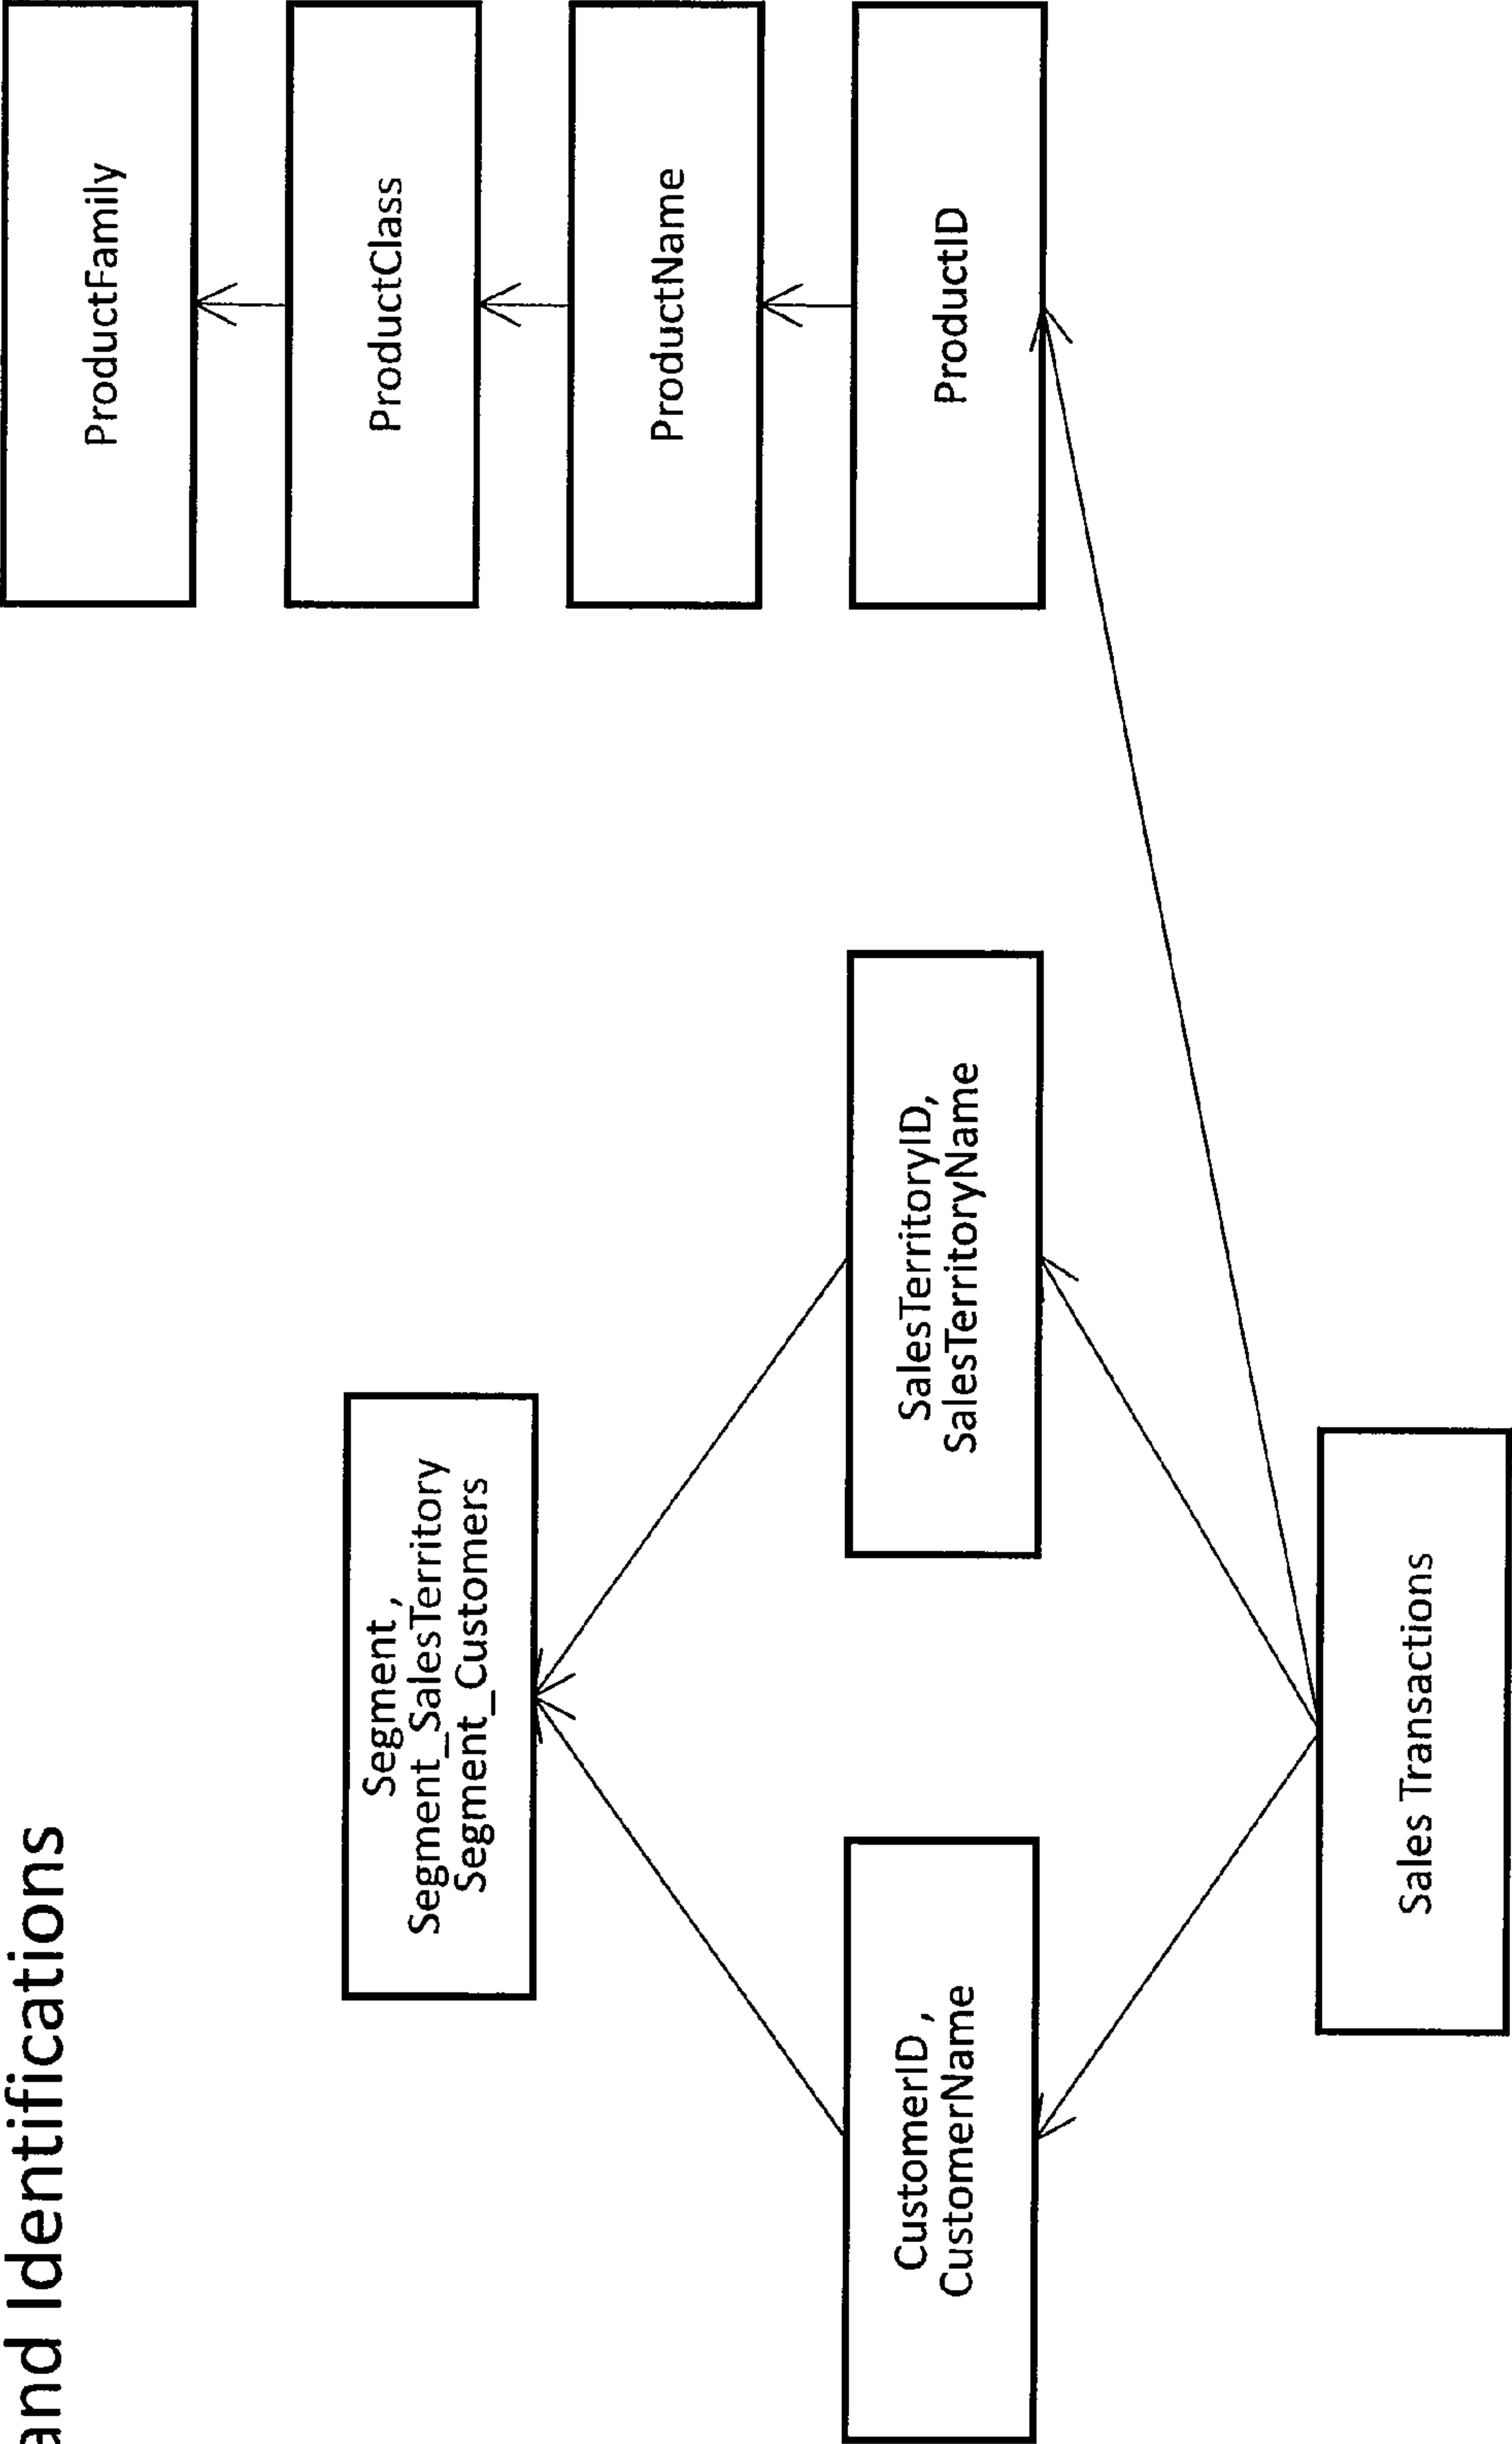 and Identifications
ProductFamily
Segment,
Segment_SalesTerritory
Segment_Customers
ProductClass
ProductName
CustomerID,
CustomerName
SalesTerritoryID,
SalesTerritoryName
ProductID
Sales Transactions